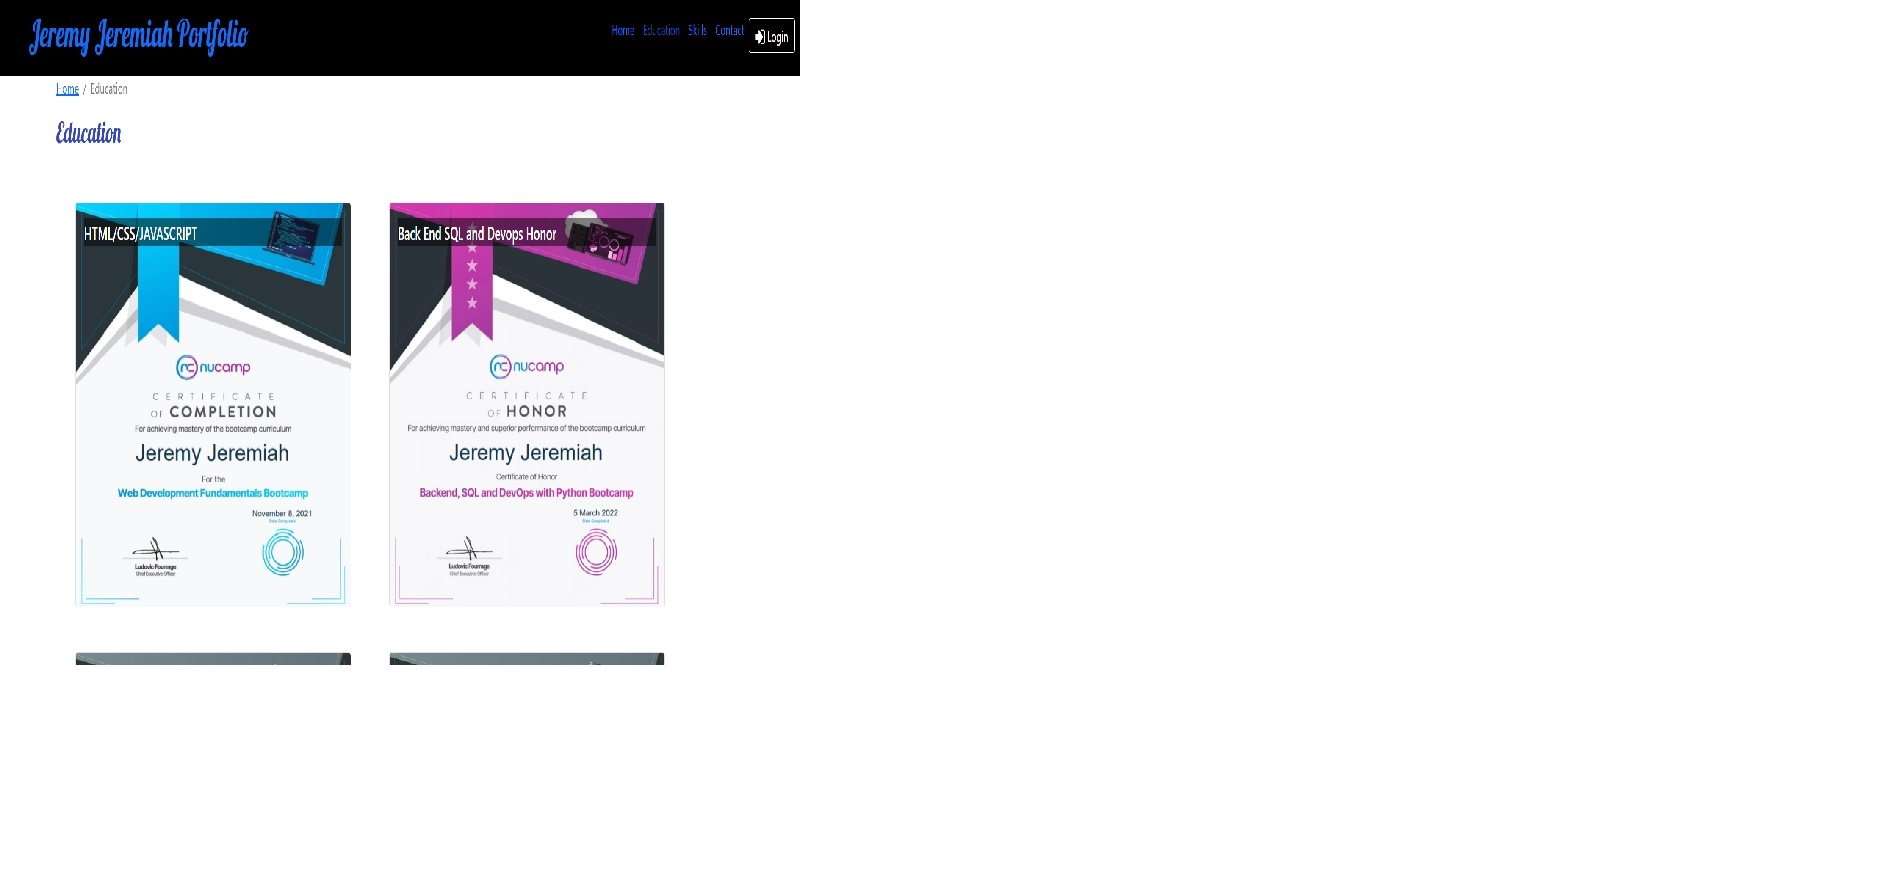 Jeremy Jeremiah Portfolio
Home Education Skills Contact Login
Home / Education
Education
HTML/CSS/JAVASCRIPT
nucamp
CERTIFICATE
OF COMPLETION
For achieving mastery of the bootcamp curriculum
Jeremy Jeremiah
For the
Web Development Fundamentals Bootcamp
November 8, 2021
Date Completed
Ludovic Fourrage
Chief Executive Officer
Back End SQL and Devops Honor
nucamp
CERTIFICATE
OF HONOR
For achieving mastery and superior performance of the bootcamp curriculum
Jeremy Jeremiah
Certificate of Honor
Backend, SQL and DevOps with Python Bootcamp
6 March 2022
Date Completed
Ludovic Fourrage
Chief Executive Officer